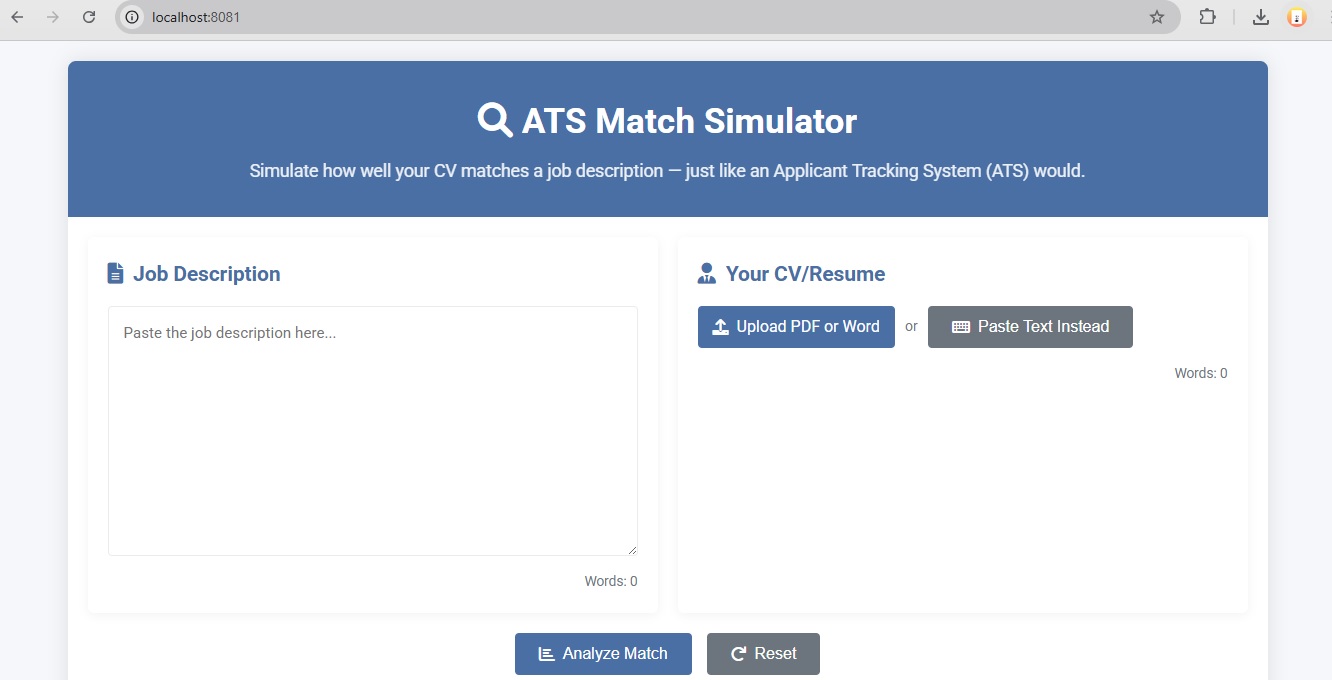 localhost:8081
ATS Match Simulator
Simulate how well your CV matches a job description — just like an Applicant Tracking System (ATS) would.
Job Description
Paste the job description here...
Words: 0
Your CV/Resume
Upload PDF or Word or Paste Text Instead
Words: 0
Analyze Match Reset